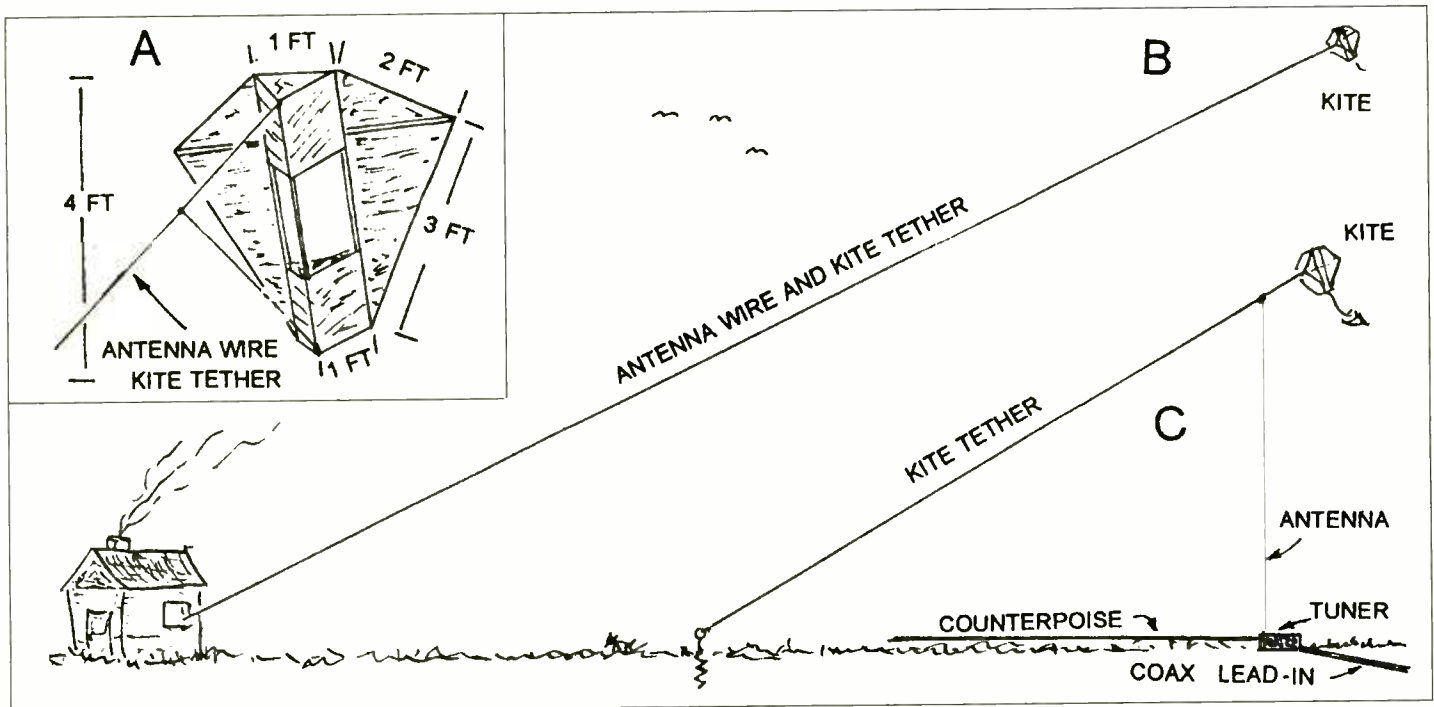 A
1 FT
2 FT
4 FT
3 FT
ANTENNA WIRE
KITE TETHER
1 FT
B
KITE
ANTENNA WIRE AND KITE TETHER
KITE
KITE TETHER
C
ANTENNA
COUNTERPOISE
TUNER
COAX LEAD-IN